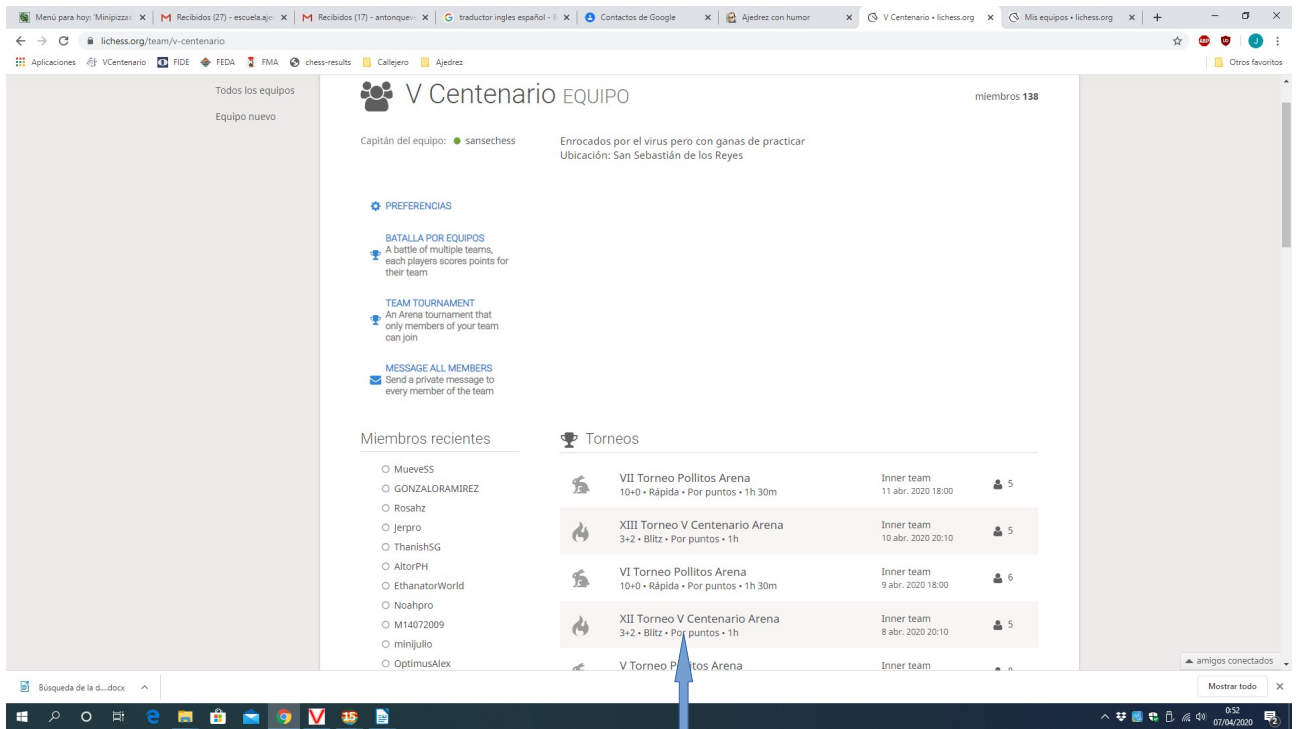 Menú para hoy: 'Minipizzas
Recibidos (27) - escuela.aje
Recibidos (17) - antonqueve
traductor ingles español -
Contactos de Google
Ajedrez con humor
V Centenario • lichess.org
Mis equipos • lichess.org
lichess.org/team/v-centenario
Aplicaciones VCentenario FIDE FEDA FMA chess-results Callejero Ajedrez Otros favoritos
Todos los equipos
Equipo nuevo
V Centenario EQUIPO
miembros 138
Capitán del equipo: sansechess
Enrocados por el virus pero con ganas de practicar
Ubicación: San Sebastián de los Reyes
PREFERENCIAS
BATALLA POR EQUIPOS
A battle of multiple teams,
each players scores points for
their team
TEAM TOURNAMENT
An Arena tournament that
only members of your team
can join
MESSAGE ALL MEMBERS
Send a private message to
every member of the team
Miembros recientes
MueveSS
GONZALORAMIREZ
Rosahz
Jerpro
ThanishSG
AitorPH
EthanatorWorld
Noahpro
M14072009
minijulio
OptimusAlex
Torneos
VII Torneo Pollitos Arena
10+0 • Rápida • Por puntos • 1h 30m
Inner team
11 abr. 2020 18:00
5
XIII Torneo V Centenario Arena
3+2 • Blitz • Por puntos • 1h
Inner team
10 abr. 2020 20:10
5
VI Torneo Pollitos Arena
10+0 • Rápida • Por puntos • 1h 30m
Inner team
9 abr. 2020 18:00
6
XII Torneo V Centenario Arena
3+2 • Blitz • Por puntos • 1h
Inner team
8 abr. 2020 20:10
5
V Torneo Pollitos Arena
Inner team
amigos conectados
Búsqueda de la d....docx
Mostrar todo
0:52
07/04/2020